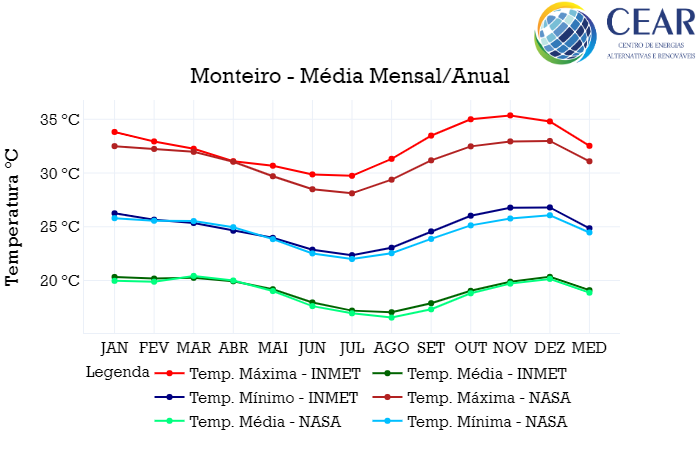 CEAR
CENTRO DE ENERGIAS
ALTERNATIVAS E RENOVÁVEIS
Monteiro - Média Mensal/Anual
Temperatura °C
35 °C
30 °C
25 °C
20 °C
JAN FEV MAR ABR MAI JUN JUL AGO SET OUT NOV DEZ MED
Legenda Temp. Máxima - INMET Temp. Média - INMET
Temp. Mínimo - INMET Temp. Máxima - NASA
Temp. Média - NASA Temp. Mínima - NASA